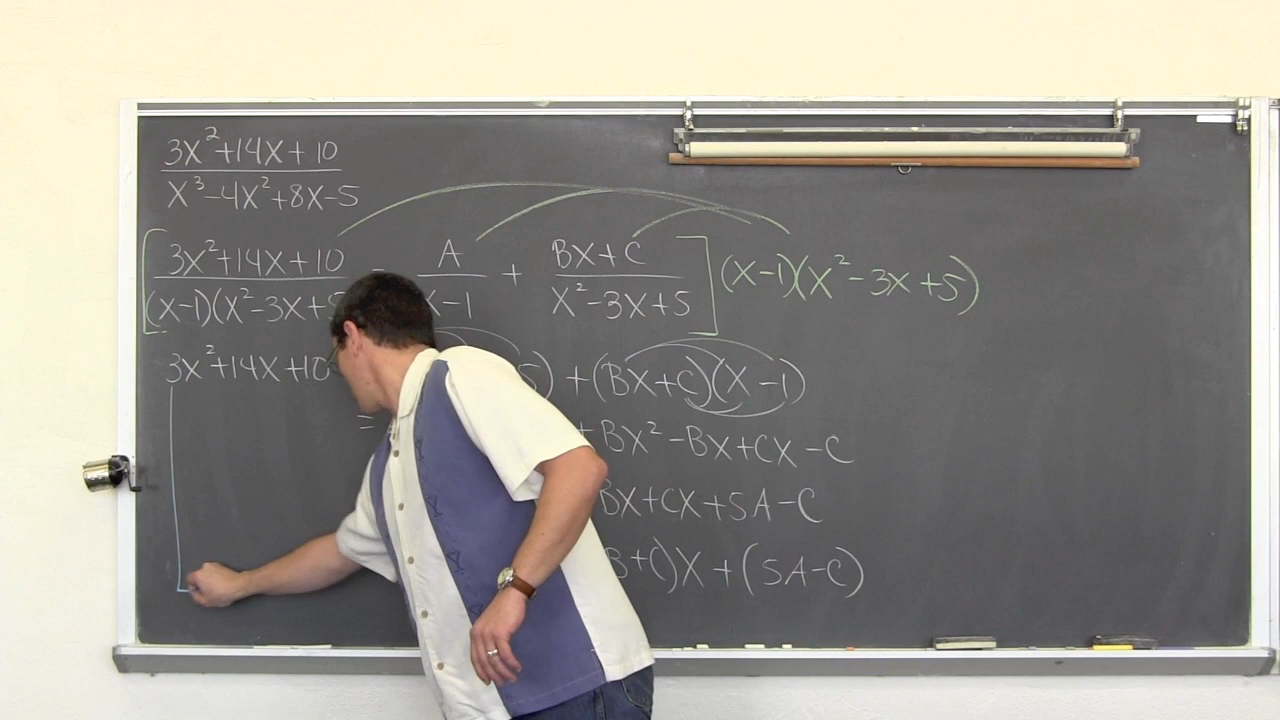 3x²+14x+10
x³-4x²+8x-5
[3x²+14x+10 = A + Bx+C] (x-1)(x²-3x+5)
(x-1)(x²-3x+5 x-1 x²-3x+5
3x²+14x+10 5) +(Bx+C)(x-1)
= + Bx²-Bx+Cx-C
Bx+Cx+5A-C
B+C)x+(5A-C)